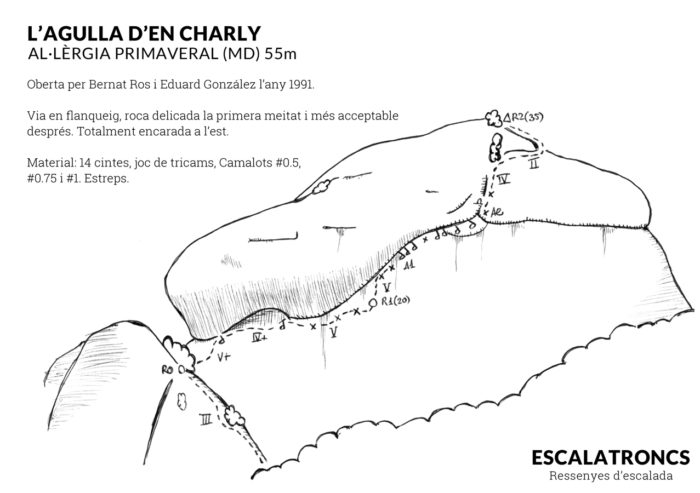 L'AGULLA D'EN CHARLY
AL·LÈRGIA PRIMAVERAL (MD) 55m
Oberta per Bernat Ros i Eduard González l'any 1991.
Via en flanqueig, roca delicada la primera meitat i més acceptable
després. Totalment encarada a l'est.
Material: 14 cintes, joc de tricams, Camalots #0.5,
#0.75 i #1. Estreps.
R2(35)
II
IV
Ae
A1
V
R1(20)
V
IV+
V+
R0
III
ESCALATRONCS
Ressenyes d'escalada